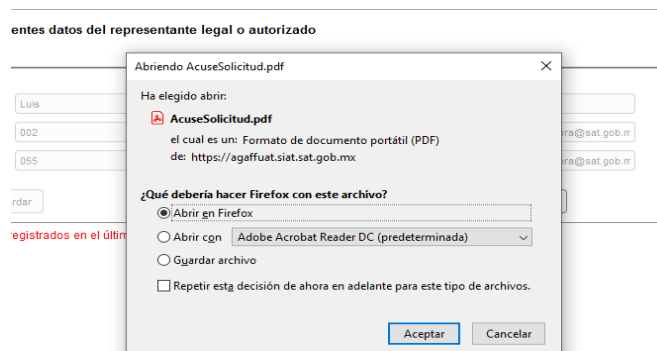 entes datos del representante legal o autorizado
Abriendo AcuseSolicitud.pdf
Ha elegido abrir:
AcuseSolicitud.pdf
el cual es un: Formato de documento portátil (PDF)
de: https://agaffuat.siat.sat.gob.mx
Luis
002
ra@sat.gob.m
055
ra@sat.gob.m
rdar
¿Qué debería hacer Firefox con este archivo?
Abrir en Firefox
Abrir con Adobe Acrobat Reader DC (predeterminada)
Guardar archivo
egistrados en el últim
Repetir esta decisión de ahora en adelante para este tipo de archivos.
Aceptar Cancelar